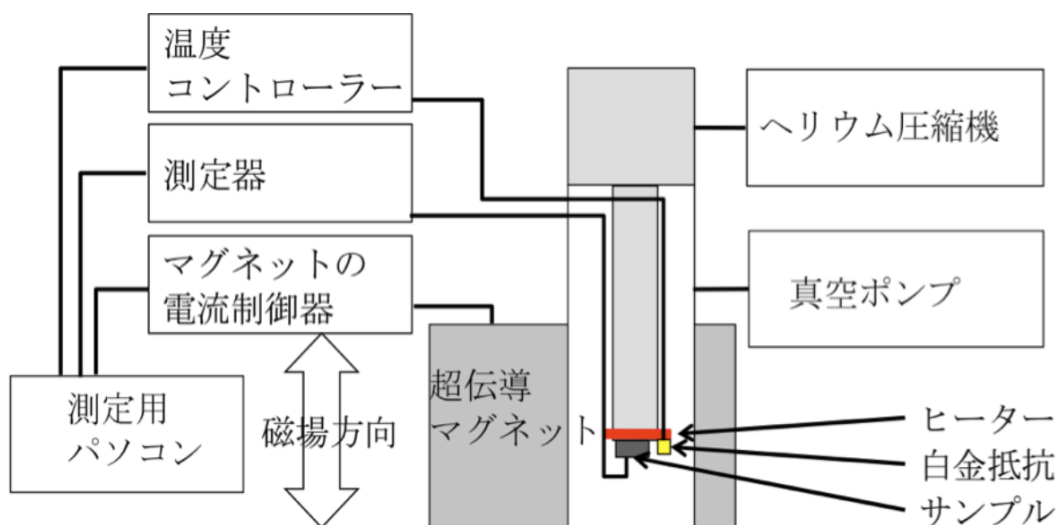 温度
コントローラー
測定器
マグネットの
電流制御器
測定用
パソコン
磁場方向
超伝導
マグネット
ヘリウム圧縮機
真空ポンプ
ヒーター
白金抵抗
サンプル